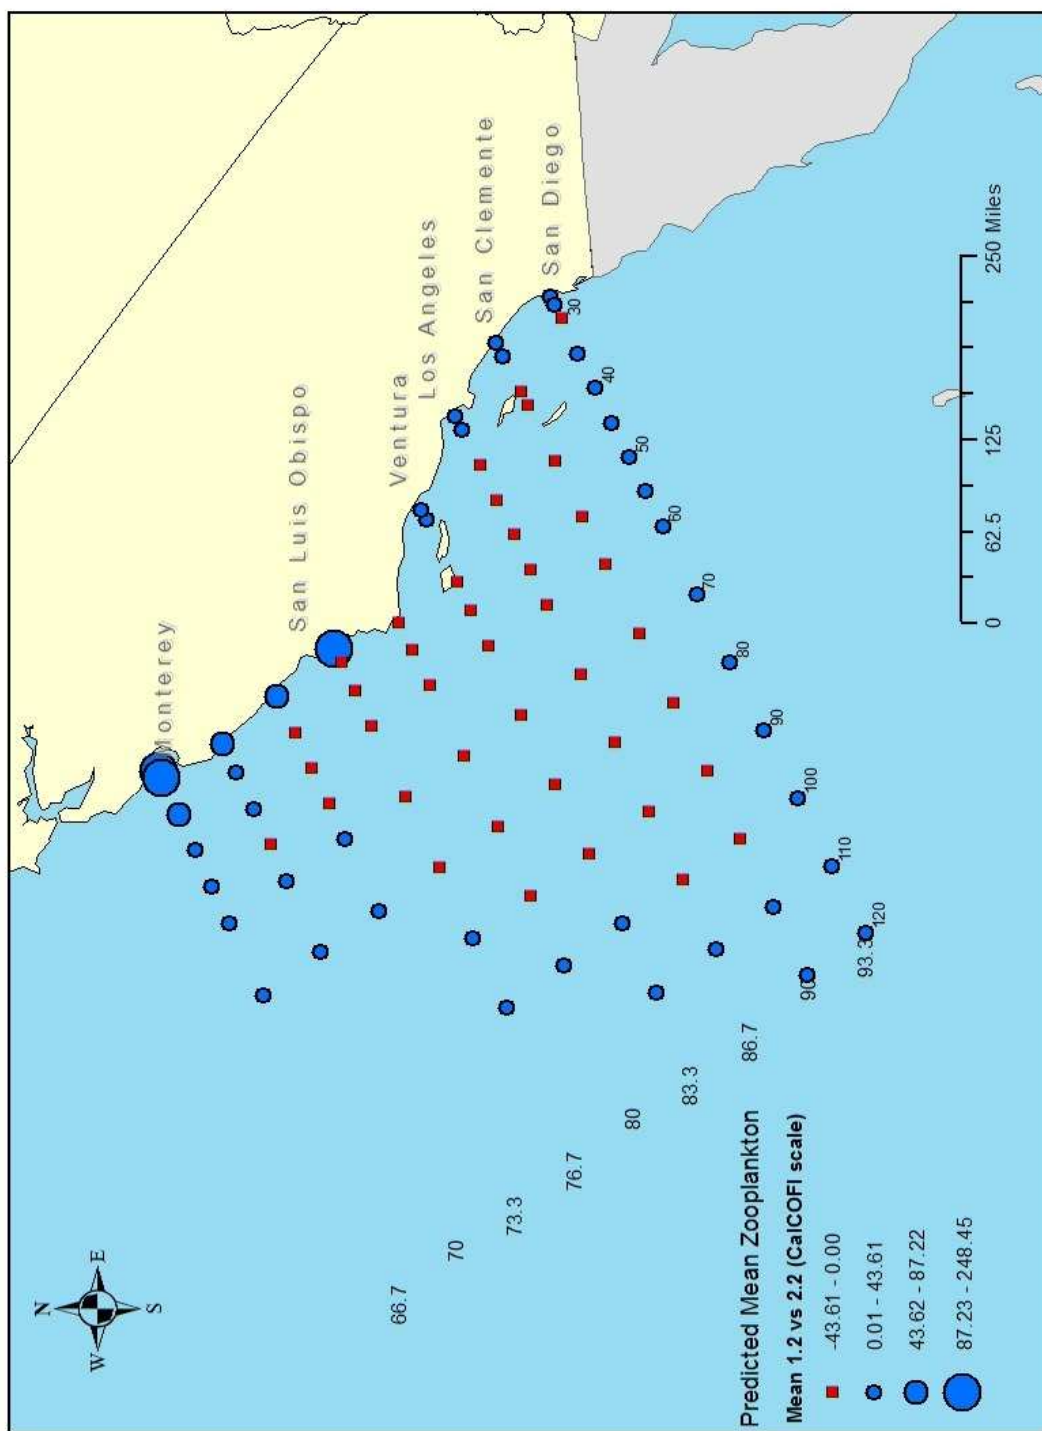 N
W E
S
Monterey
San Luis Obispo
Ventura
Los Angeles
San Clemente
San Diego
30
40
50
60
70
80
90
100
110
120
66.7
70
73.3
76.7
80
83.3
86.7
90
93.3
Predicted Mean Zooplankton
Mean 1.2 vs 2.2 (CalCOFI scale)
-43.61 - 0.00
0.01 - 43.61
43.62 - 87.22
87.23 - 248.45
0 62.5 125 250 Miles